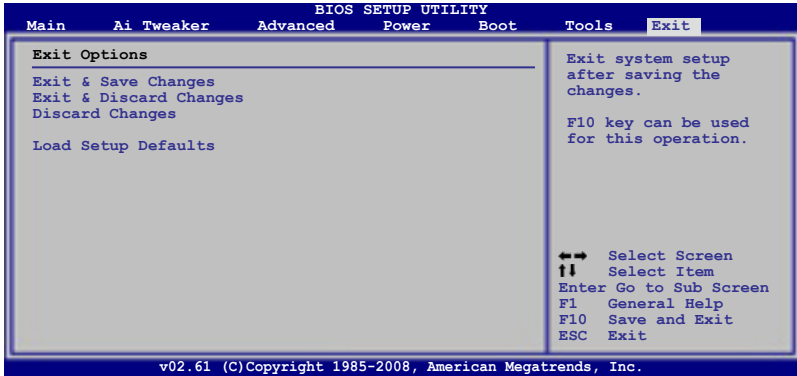 BIOS SETUP UTILITY
Main Ai Tweaker Advanced Power Boot Tools Exit
Exit Options
Exit & Save Changes
Exit & Discard Changes
Discard Changes
Load Setup Defaults
Exit system setup
after saving the
changes.
F10 key can be used
for this operation.
←→ Select Screen
↑↓ Select Item
Enter Go to Sub Screen
F1 General Help
F10 Save and Exit
ESC Exit
v02.61 (C)Copyright 1985-2008, American Megatrends, Inc.